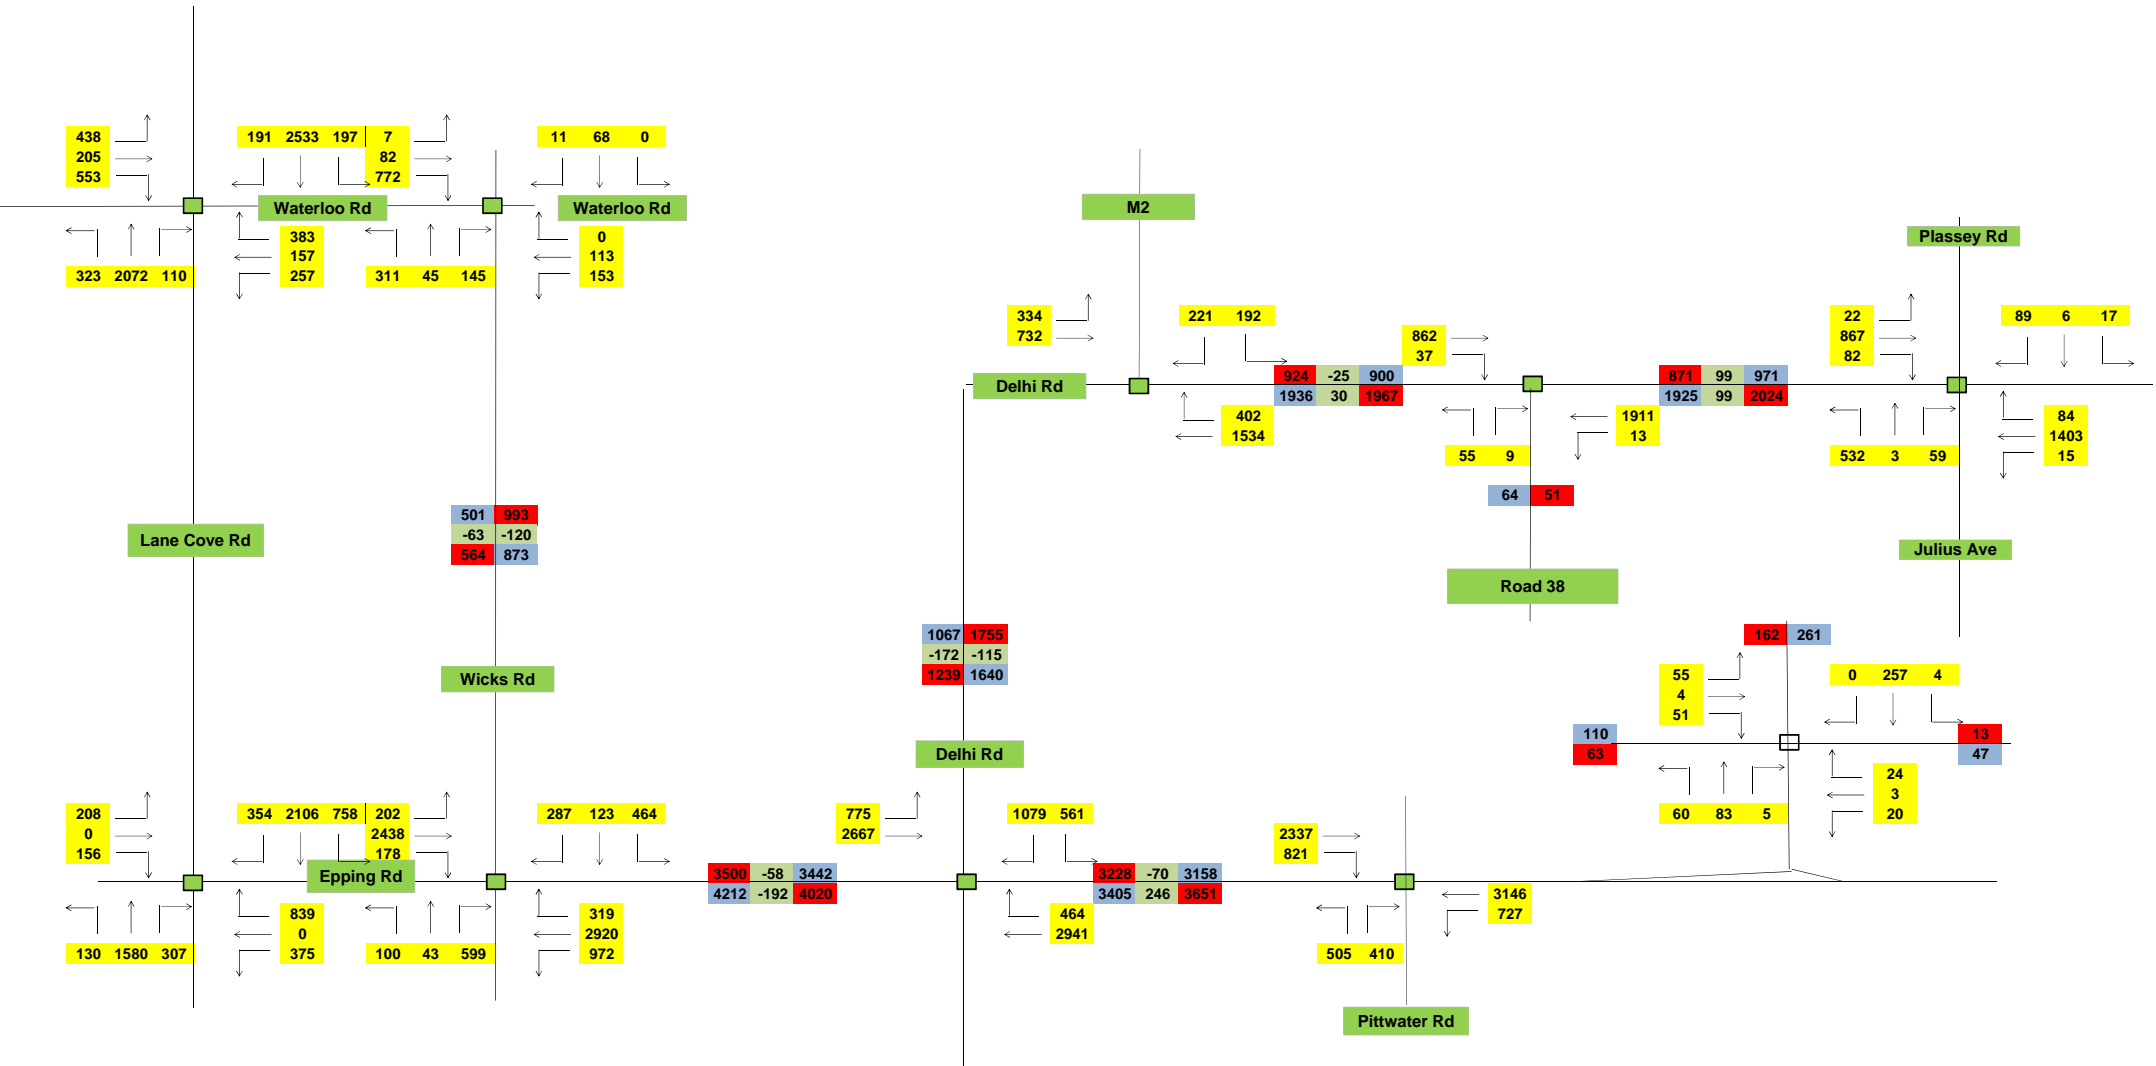 438
205
553
191 2533 197
7
82
772
11 68 0
Waterloo Rd
Waterloo Rd
383
157
257
0
113
153
323 2072 110
311 45 145
M2
Plassey Rd
334
732
221 192
862
37
22
867
82
89 6 17
Delhi Rd
924 -25 900
1936 30 1967
871 99 971
1925 99 2024
402
1534
1911
13
84
1403
15
55 9
532 3 59
64 51
Lane Cove Rd
501 993
-63 -120
564 873
Julius Ave
Road 38
1067 1755
-172 -115
1239 1640
162 261
Wicks Rd
55
4
51
0 257 4
110
63
13
47
Delhi Rd
24
3
20
60 83 5
208
0
156
354 2106 758
202
2438
178
287 123 464
775
2667
1079 561
2337
821
Epping Rd
3500 -58 3442
4212 -192 4020
3228 -70 3158
3405 246 3651
839
0
375
319
2920
972
464
2941
3146
727
130 1580 307
100 43 599
505 410
Pittwater Rd